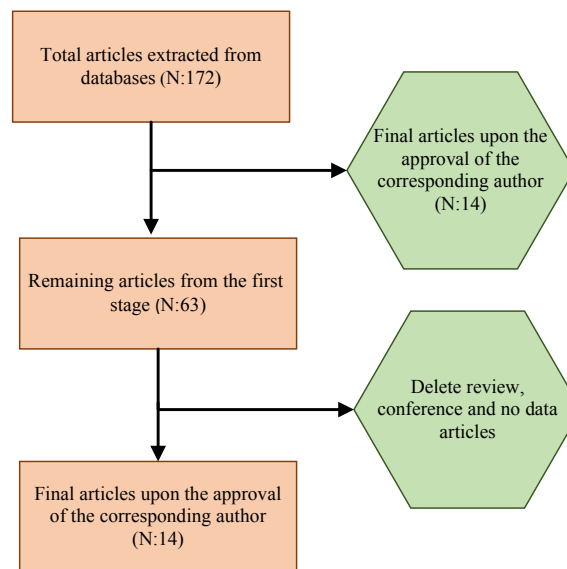 Total articles extracted from
databases (N:172)
Final articles upon the
approval of the
corresponding author
(N:14)
Remaining articles from the first
stage (N:63)
Delete review,
conference and no data
articles
Final articles upon the approval
of the corresponding author
(N:14)